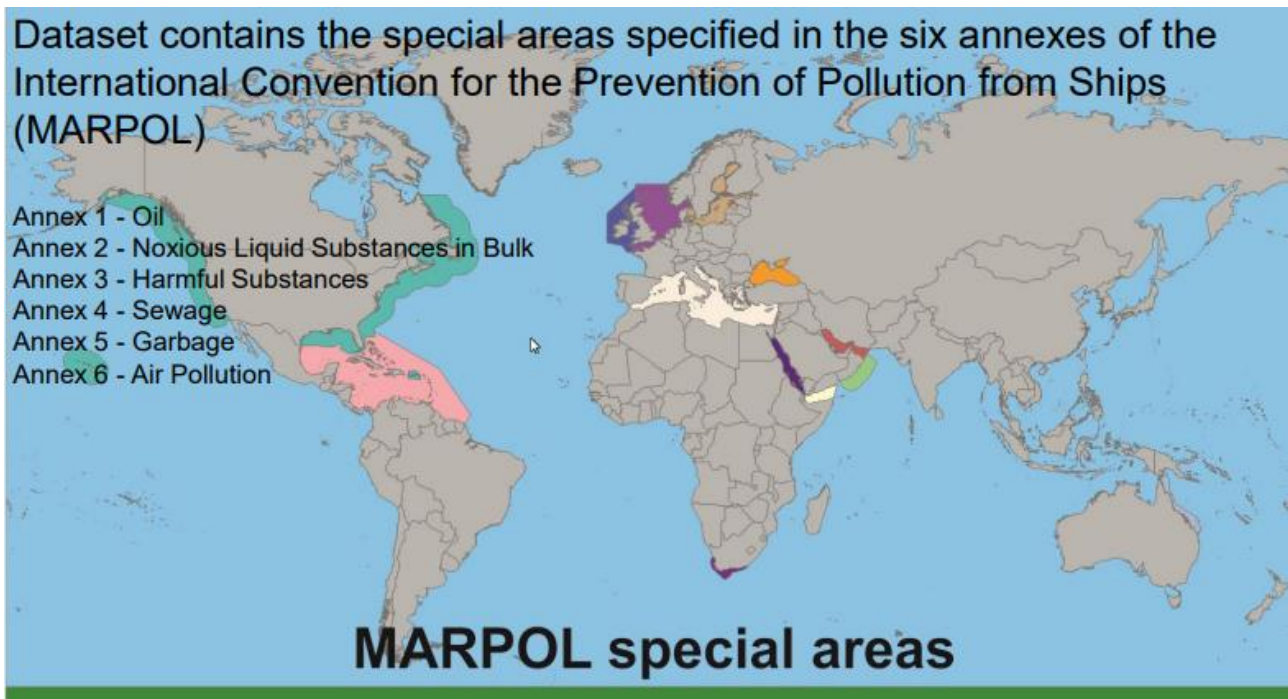 Dataset contains the special areas specified in the six annexes of the
International Convention for the Prevention of Pollution from Ships
(MARPOL)
Annex 1 - Oil
Annex 2 - Noxious Liquid Substances in Bulk
Annex 3 - Harmful Substances
Annex 4 - Sewage
Annex 5 - Garbage
Annex 6 - Air Pollution
MARPOL special areas